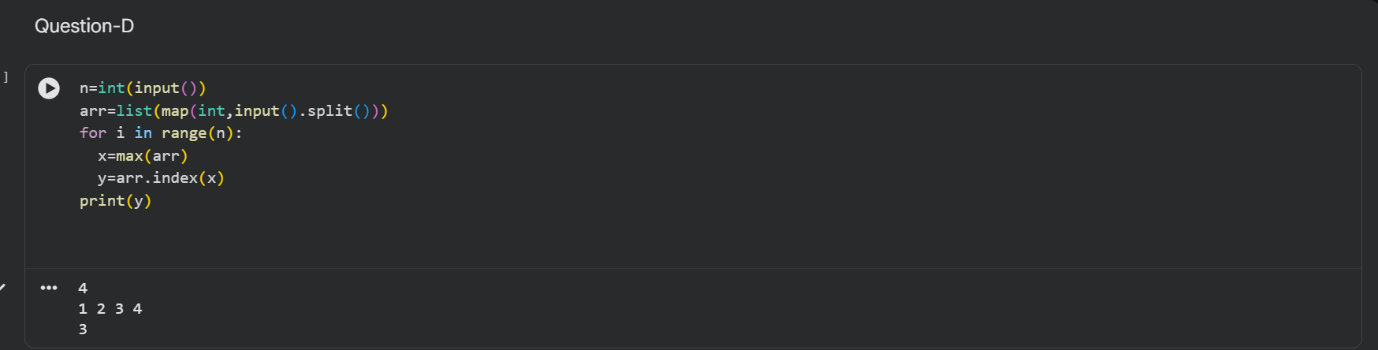 Question-D
]
n=int(input())
arr=list(map(int,input().split()))
for i in range(n):
  x=max(arr)
  y=arr.index(x)
print(y)
4
1 2 3 4
3